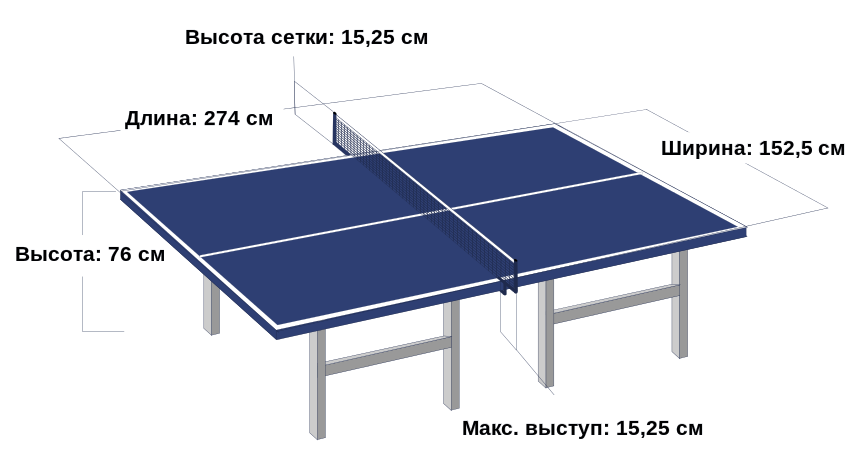 Высота сетки: 15,25 см
Длина: 274 см
Ширина: 152,5 см
Высота: 76 см
Макс. выступ: 15,25 см